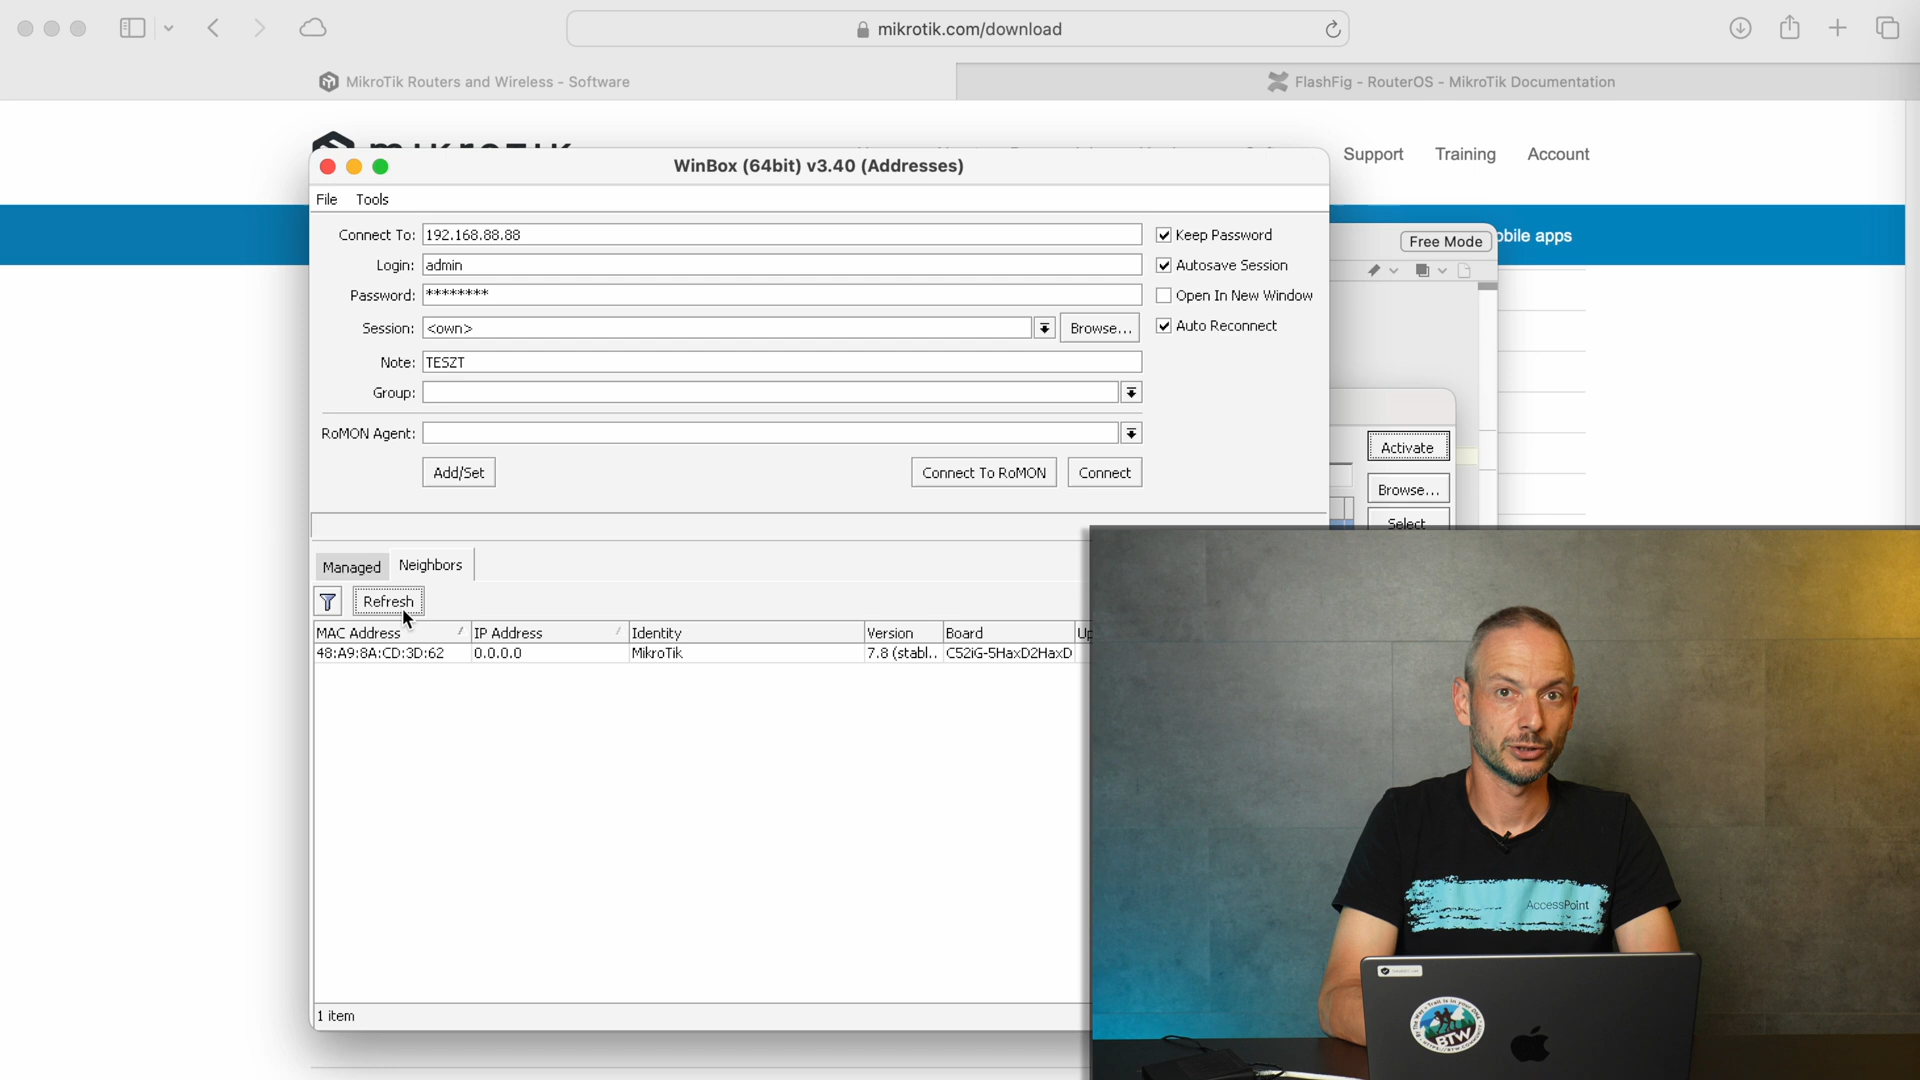 mikrotik.com/download
MikroTik Routers and Wireless - Software
FlashFig - RouterOS - MikroTik Documentation
Support Training Account
WinBox (64bit) v3.40 (Addresses)
File Tools
Connect To: 192.168.88.88
Keep Password
Free Mode
Login: admin
Autosave Session
Password: ********
Open In New Window
Session: <own>
Browse...
Auto Reconnect
Note: TESZT
Group:
RoMON Agent:
Activate
Add/Set
Connect To RoMON
Connect
Browse...
Select
Managed Neighbors
Refresh
MAC Address IP Address Identity Version Board Up
48:A9:8A:CD:3D:62 0.0.0.0 MikroTik 7.8 (stabl.. C52iG-5HaxD2HaxD
1 item
AccessPoint
BTW